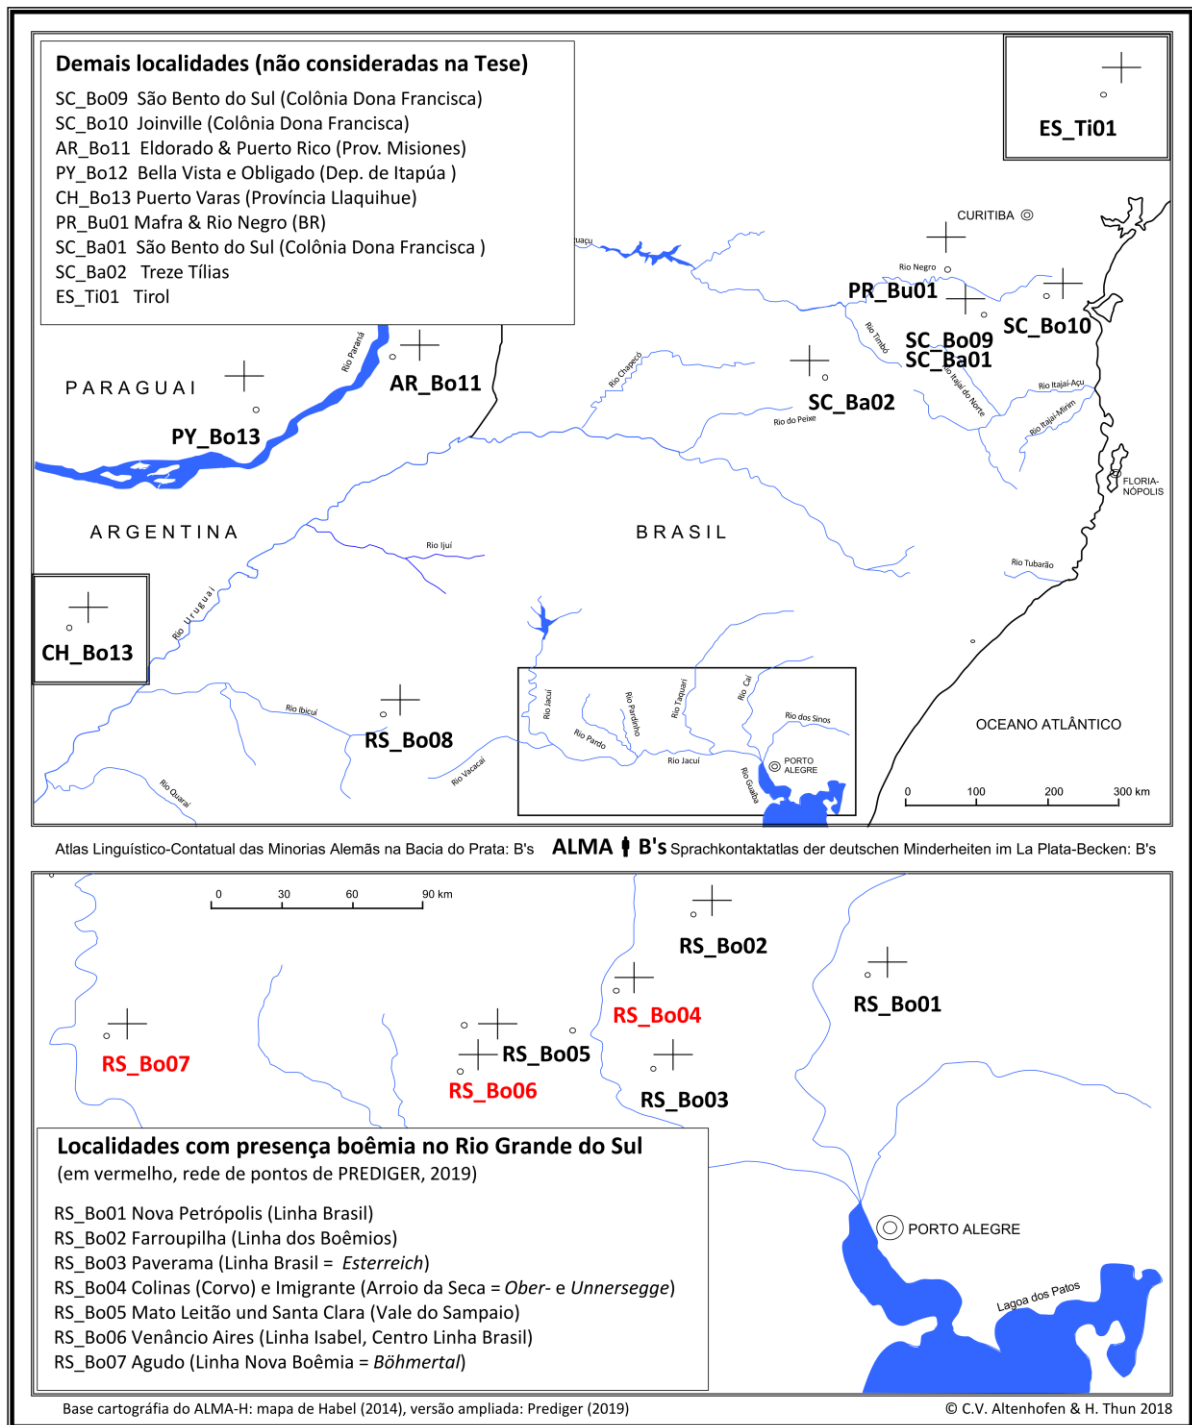 Demais localidades (não consideradas na Tese)
SC_Bo09 São Bento do Sul (Colônia Dona Francisca)
SC_Bo10 Joinville (Colônia Dona Francisca)
AR_Bo11 Eldorado & Puerto Rico (Prov. Misiones)
PY_Bo12 Bella Vista e Obligado (Dep. de Itapúa )
CH_Bo13 Puerto Varas (Província Llaquihue)
PR_Bu01 Mafra & Rio Negro (BR)
SC_Ba01 São Bento do Sul (Colônia Dona Francisca )
SC_Ba02 Treze Tílias
ES_Ti01 Tirol
ES_Ti01
CURITIBA
uaçu
Rio Negro
PR_Bu01
SC_Bo10
SC_Bo09
SC_Ba01
Rio Timbó
Rio Itajaí do Norte
Rio Itajaí-Açu
Rio Itajaí-Mirim
Rio Paraná
PARAGUAI
AR_Bo11
Rio Chapecó
SC_Ba02
Rio do Peixe
PY_Bo13
FLORIA-
NÓPOLIS
ARGENTINA
BRASIL
Rio Ijuí
Rio Tubarão
Rio Uruguai
CH_Bo13
Rio Ibicuí
RS_Bo08
Rio Jacuí
Rio Pardo
Rio Pardinho
Rio Taquari
Rio Caí
Rio dos Sinos
OCEANO ATLÂNTICO
Rio Quaraí
Rio Vacacaí
Rio Jacuí
Rio Guaíba
PORTO
ALEGRE
0 100 200 300 km
Atlas Linguístico-Contatual das Minorias Alemãs na Bacia do Prata: B's ALMA B's Sprachkontaktatlas der deutschen Minderheiten im La Plata-Becken: B's
0 30 60 90 km
RS_Bo02
RS_Bo01
RS_Bo04
RS_Bo07
RS_Bo05
RS_Bo06
RS_Bo03
Localidades com presença boêmia no Rio Grande do Sul
(em vermelho, rede de pontos de PREDIGER, 2019)
RS_Bo01 Nova Petrópolis (Linha Brasil)
RS_Bo02 Farroupilha (Linha dos Boêmios)
RS_Bo03 Paverama (Linha Brasil = Esterreich)
RS_Bo04 Colinas (Corvo) e Imigrante (Arroio da Seca = Ober- e Unnersegge)
RS_Bo05 Mato Leitão und Santa Clara (Vale do Sampaio)
RS_Bo06 Venâncio Aires (Linha Isabel, Centro Linha Brasil)
RS_Bo07 Agudo (Linha Nova Boêmia = Böhmertal)
PORTO ALEGRE
Lagoa dos Patos
Base cartográfia do ALMA-H: mapa de Habel (2014), versão ampliada: Prediger (2019)
© C.V. Altenhofen & H. Thun 2018